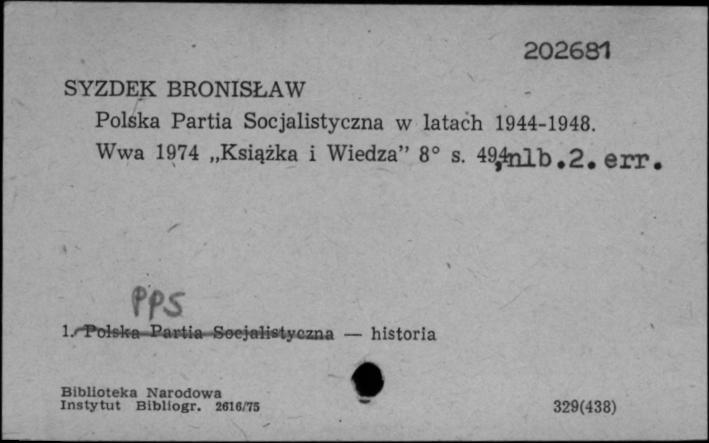 202681
SYZDEK BRONISŁAW
Polska Partia Socjalistyczna w latach 1944-1948.
Wwa 1974 „Książka i Wiedza” 8° s. 494,nlb.2. err.
PPS
1. Polska Partia Socjalistyczna — historia
Biblioteka Narodowa
Instytut Bibliogr. 2616/75
329(438)